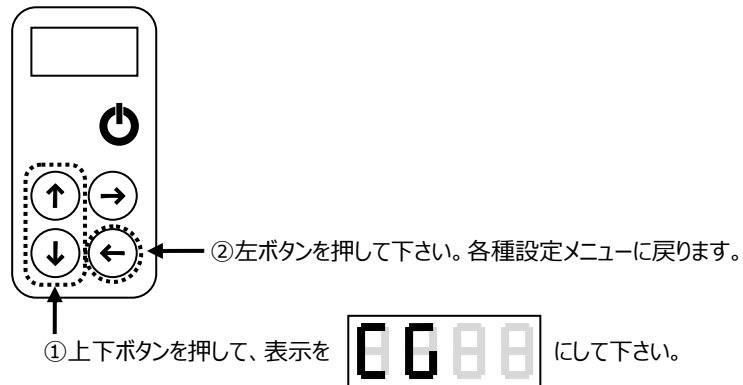 ②左ボタンを押して下さい。各種設定メニューに戻ります。
①上下ボタンを押して、表示を CG にして下さい。